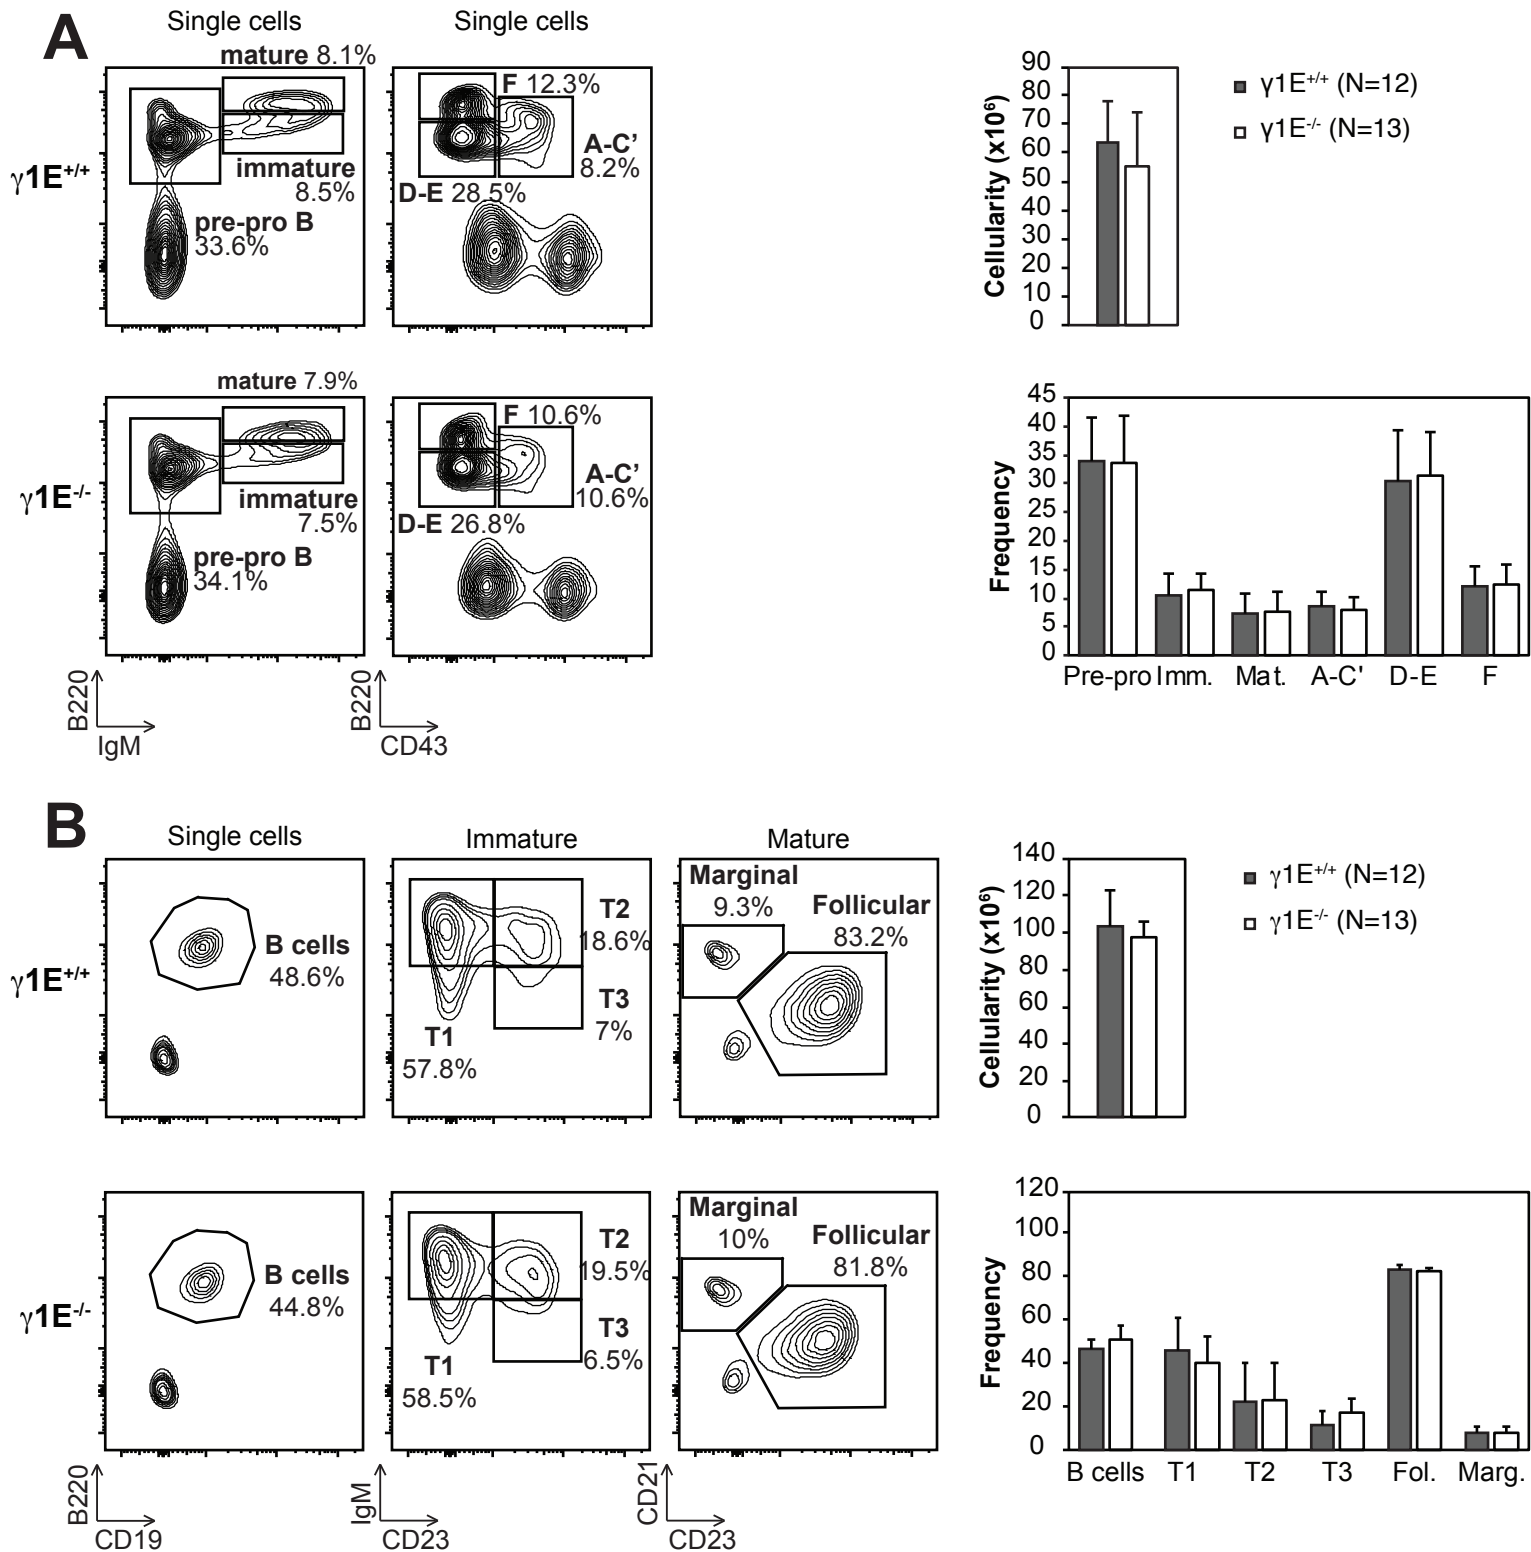 A
Single cells
Single cells
mature 8.1%
F 12.3%
γ1E+/+
immature
8.5%
pre-pro B
33.6%
A-C’
8.2%
D-E 28.5%
Cellularity (x10⁶)
90
80
70
60
50
40
30
20
10
0
γ1E+/+ (N=12)
γ1E-/- (N=13)
mature 7.9%
F 10.6%
γ1E-/-
immature
7.5%
pre-pro B
34.1%
A-C’
10.6%
D-E 26.8%
B220
IgM
B220
CD43
Frequency
45
40
35
30
25
20
15
10
5
0
Pre-pro Imm. Mat. A-C' D-E F
B
Single cells
Immature
Mature
γ1E+/+
B cells
48.6%
T2
18.6%
T3
7%
T1
57.8%
Marginal
9.3%
Follicular
83.2%
Cellularity (x10⁶)
140
120
100
80
60
40
20
0
γ1E+/+ (N=12)
γ1E-/- (N=13)
γ1E-/-
B cells
44.8%
T2
19.5%
T3
6.5%
T1
58.5%
Marginal
10%
Follicular
81.8%
B220
CD19
IgM
CD23
CD21
CD23
Frequency
120
100
80
60
40
20
0
B cells T1 T2 T3 Fol. Marg.